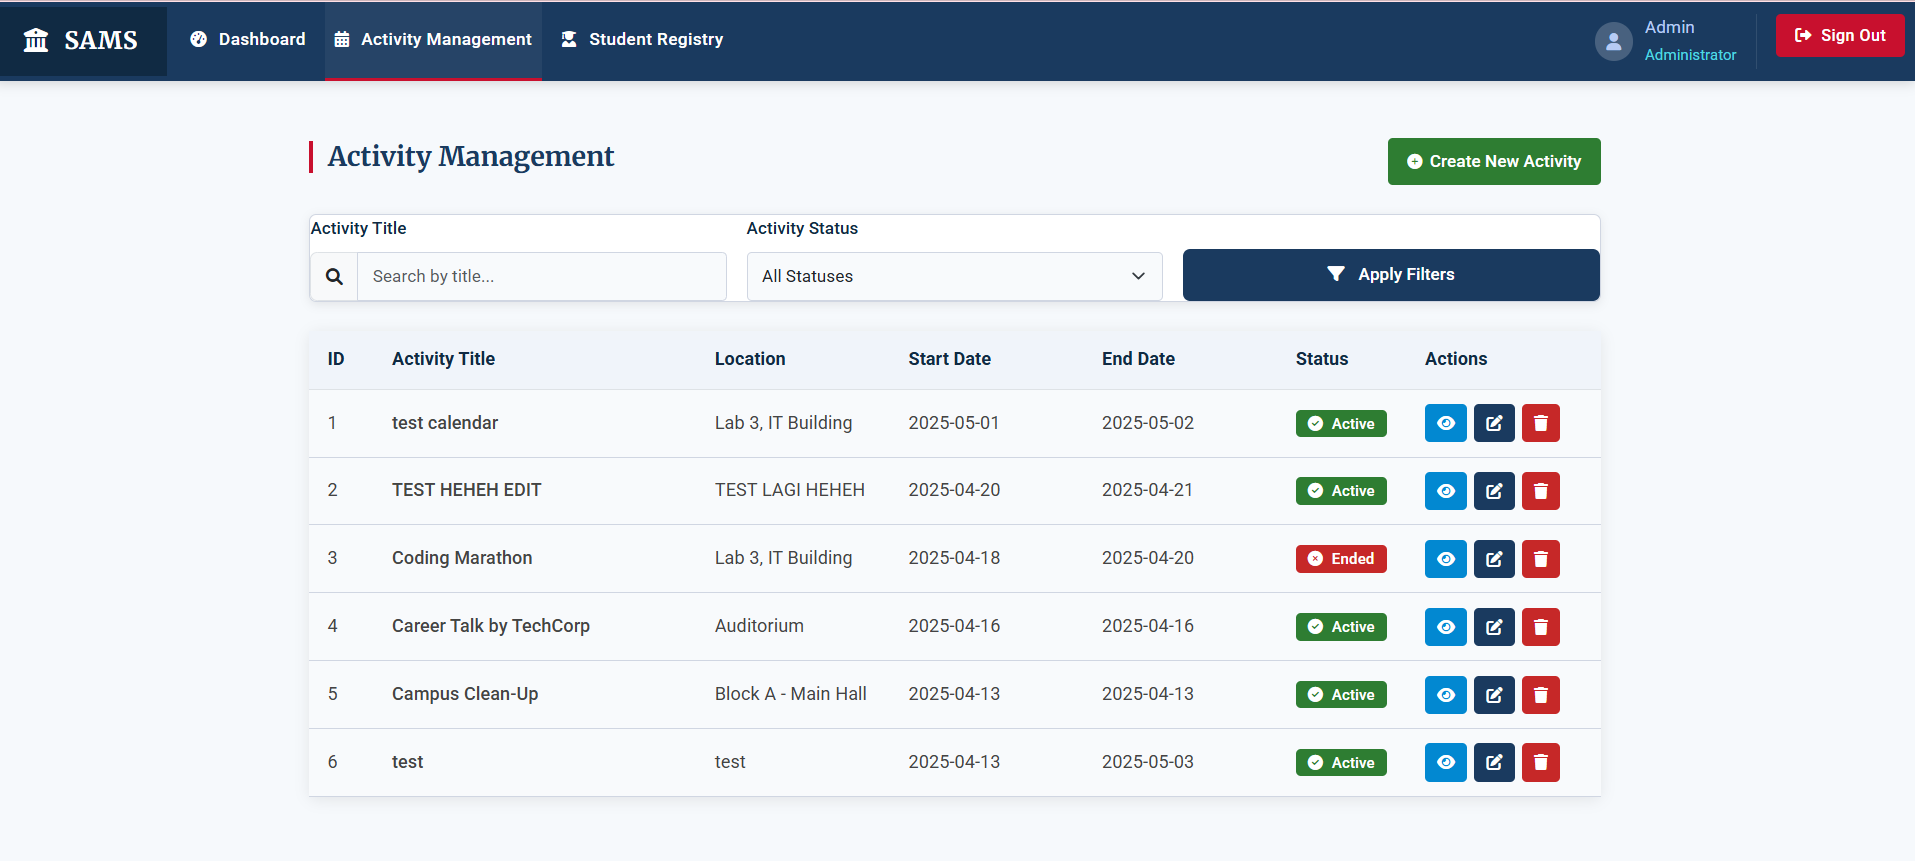 SAMS Dashboard Activity Management Student Registry Admin Sign Out
Administrator
Activity Management
Create New Activity
Activity Title Activity Status
Search by title... All Statuses Apply Filters
ID Activity Title Location Start Date End Date Status Actions
1 test calendar Lab 3, IT Building 2025-05-01 2025-05-02 Active
2 TEST HEHEH EDIT TEST LAGI HEHEH 2025-04-20 2025-04-21 Active
3 Coding Marathon Lab 3, IT Building 2025-04-18 2025-04-20 Ended
4 Career Talk by TechCorp Auditorium 2025-04-16 2025-04-16 Active
5 Campus Clean-Up Block A - Main Hall 2025-04-13 2025-04-13 Active
6 test test 2025-04-13 2025-05-03 Active